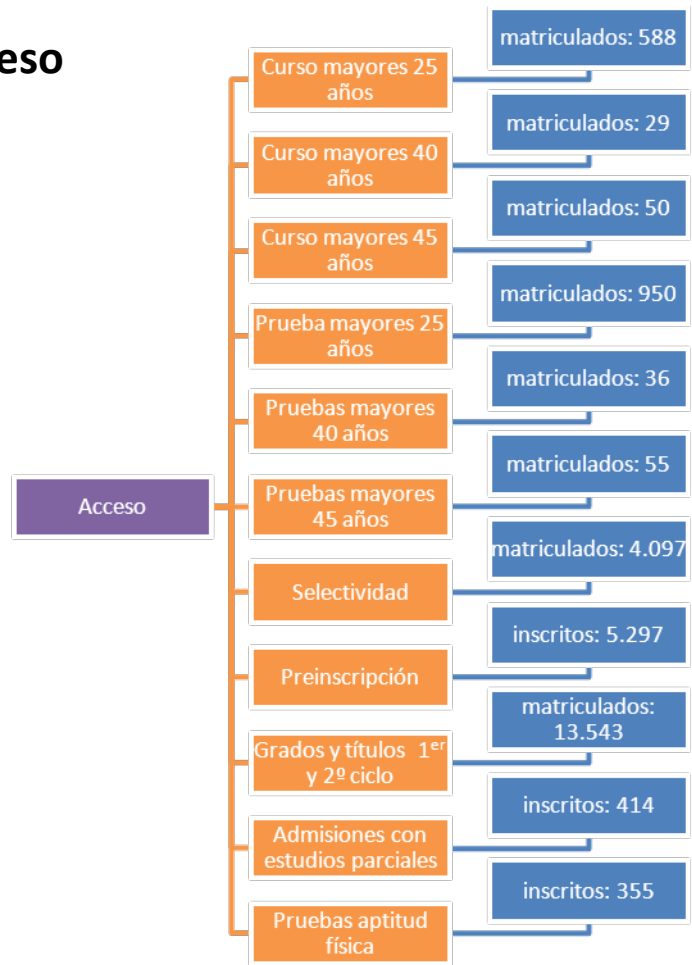 eso
matriculados: 588
Curso mayores 25
años
matriculados: 29
Curso mayores 40
años
matriculados: 50
Curso mayores 45
años
matriculados: 950
Prueba mayores 25
años
matriculados: 36
Pruebas mayores
40 años
matriculados: 55
Acceso
Pruebas mayores
45 años
matriculados: 4.097
Selectividad
inscritos: 5.297
Preinscripción
matriculados:
13.543
Grados y títulos 1er
y 2º ciclo
inscritos: 414
Admisiones con
estudios parciales
inscritos: 355
Pruebas aptitud
física